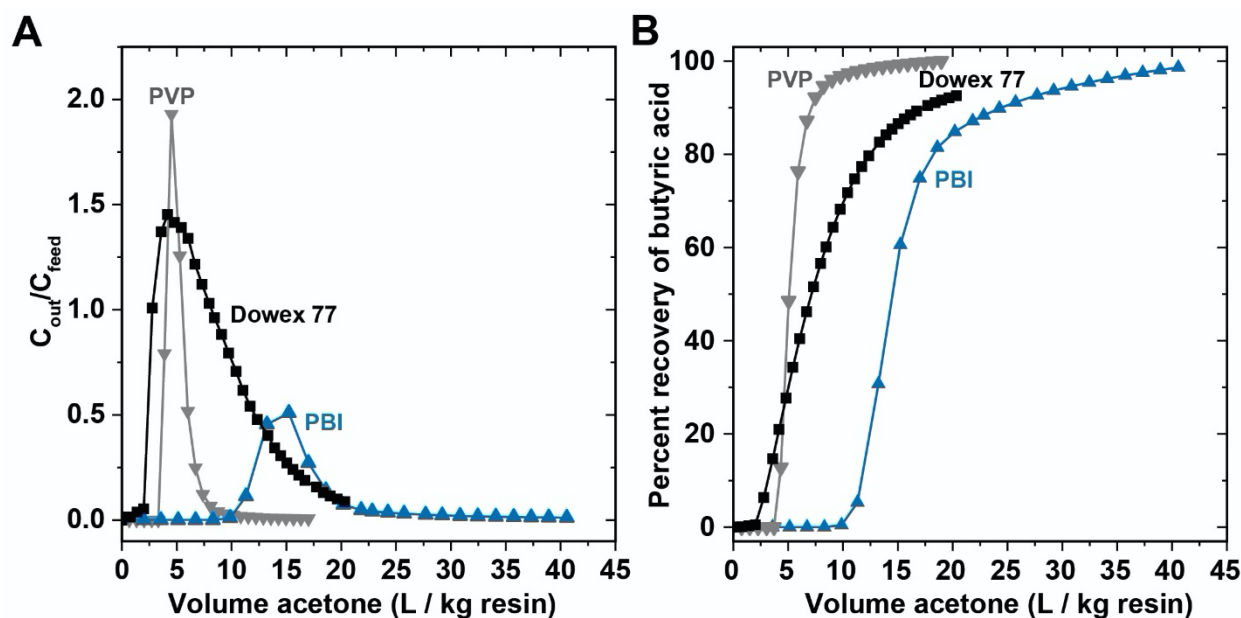 A
C_out/C_feed
2.0
1.5
1.0
0.5
0.0
PVP
Dowex 77
PBI
0 5 10 15 20 25 30 35 40 45
Volume acetone (L / kg resin)
B
Percent recovery of butyric acid
100
80
60
40
20
0
PVP
Dowex 77
PBI
0 5 10 15 20 25 30 35 40 45
Volume acetone (L / kg resin)